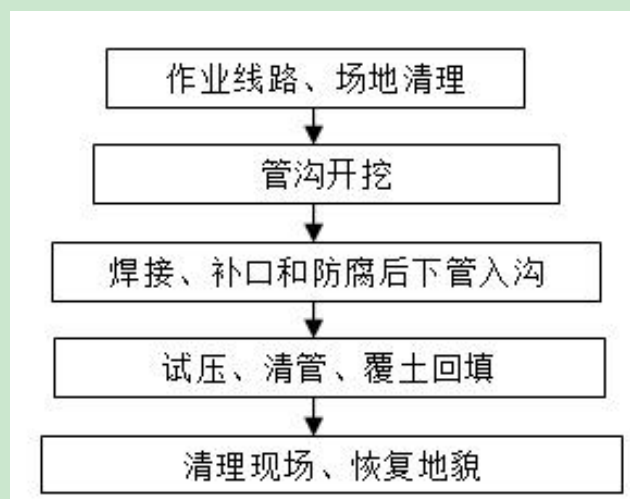 作业线路、场地清理
管沟开挖
焊接、补口和防腐后下管入沟
试压、清管、覆土回填
清理现场、恢复地貌